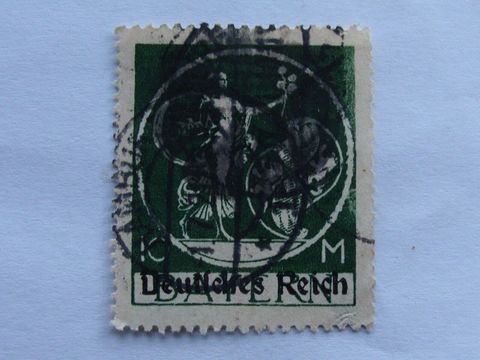 10 M
Deutsches Reich
BAYERN